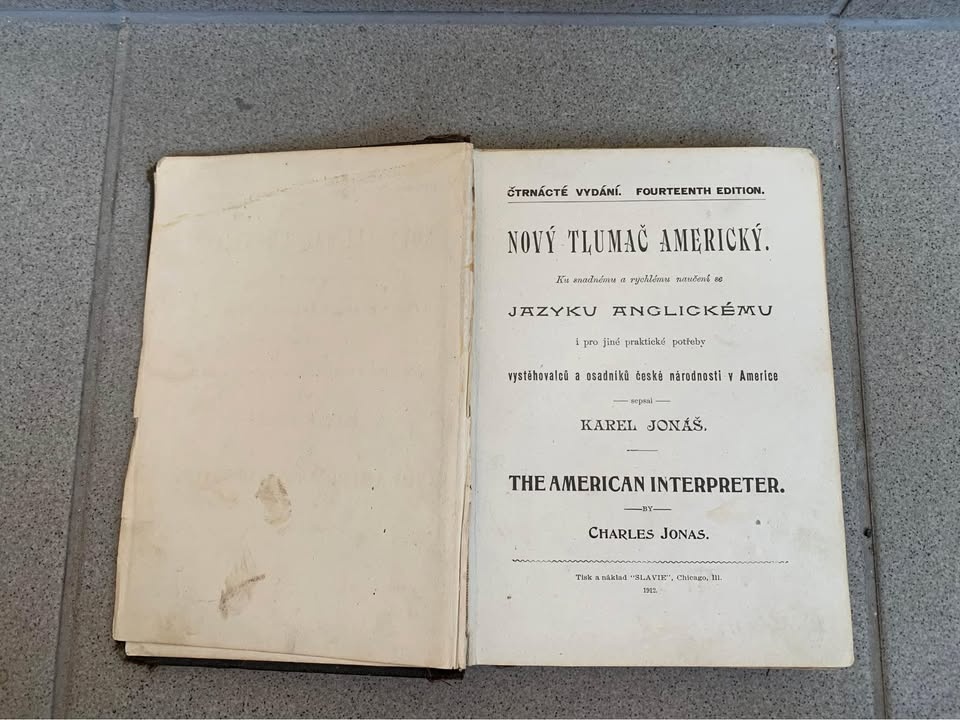 ČTRNÁCTÉ VYDÁNÍ. FOURTEENTH EDITION.
NOVÝ TLUMAČ AMERICKÝ.
Ku snadnému a rychlému naučení se
JAZYKU ANGLICKÉMU
i pro jiné praktické potřeby
vystěhovalců a osadníků české národnosti v Americe
— sepsal —
KAREL JONÁŠ.
THE AMERICAN INTERPRETER.
—BY—
CHARLES JONAS.
Tisk a náklad "SLAVIE", Chicago, Ill.
1912.